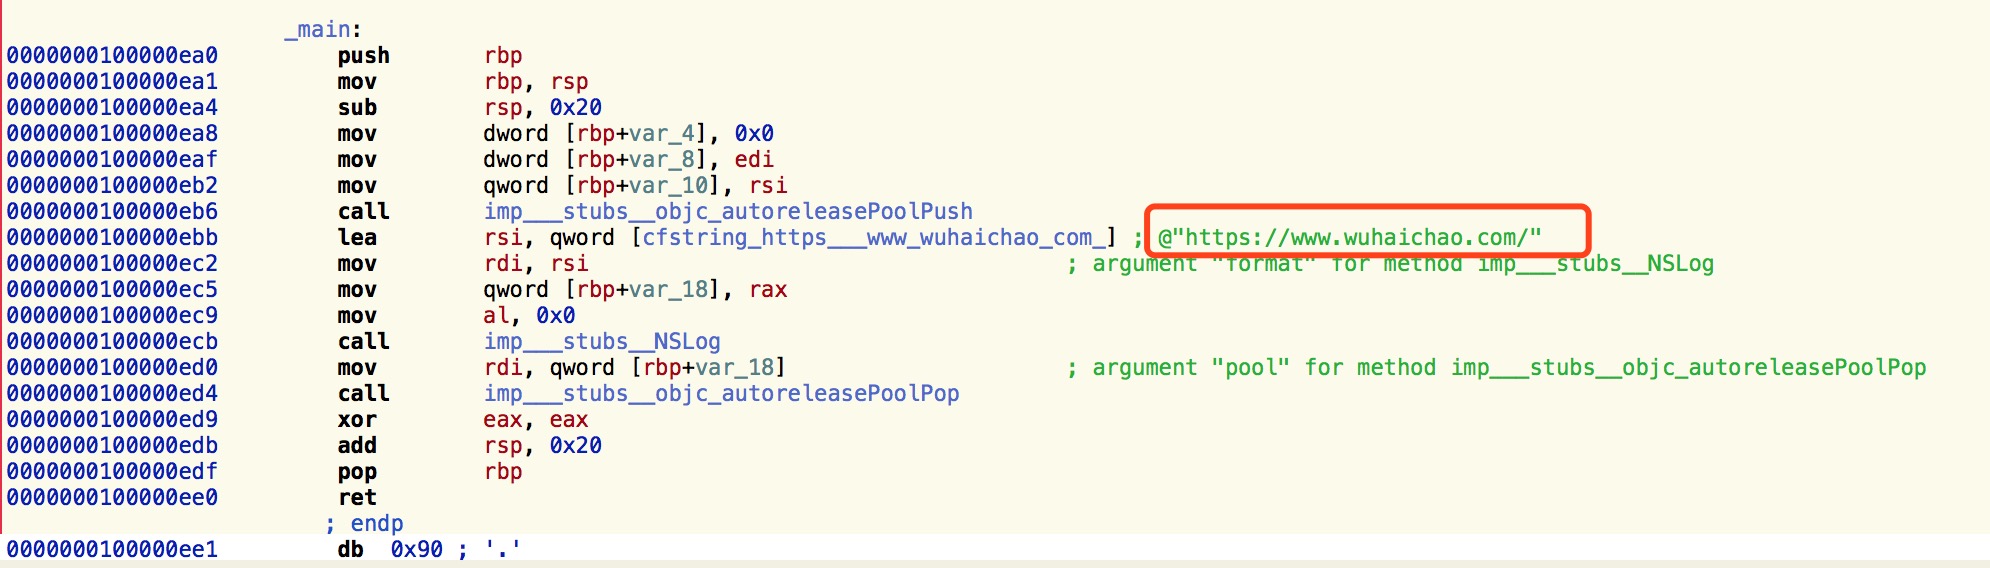 _main:
0000000100000ea0 push rbp
0000000100000ea1 mov rbp, rsp
0000000100000ea4 sub rsp, 0x20
0000000100000ea8 mov dword [rbp+var_4], 0x0
0000000100000eaf mov dword [rbp+var_8], edi
0000000100000eb2 mov qword [rbp+var_10], rsi
0000000100000eb6 call imp___stubs__objc_autoreleasePoolPush
0000000100000ebb lea rsi, qword [cfstring_https___www_wuhaichao_com_] ; @"https://www.wuhaichao.com/"
0000000100000ec2 mov rdi, rsi ; argument "format" for method imp___stubs__NSLog
0000000100000ec5 mov qword [rbp+var_18], rax
0000000100000ec9 mov al, 0x0
0000000100000ecb call imp___stubs__NSLog
0000000100000ed0 mov rdi, qword [rbp+var_18] ; argument "pool" for method imp___stubs__objc_autoreleasePoolPop
0000000100000ed4 call imp___stubs__objc_autoreleasePoolPop
0000000100000ed9 xor eax, eax
0000000100000edb add rsp, 0x20
0000000100000edf pop rbp
0000000100000ee0 ret
; endp
0000000100000ee1 db 0x90 ; '.'